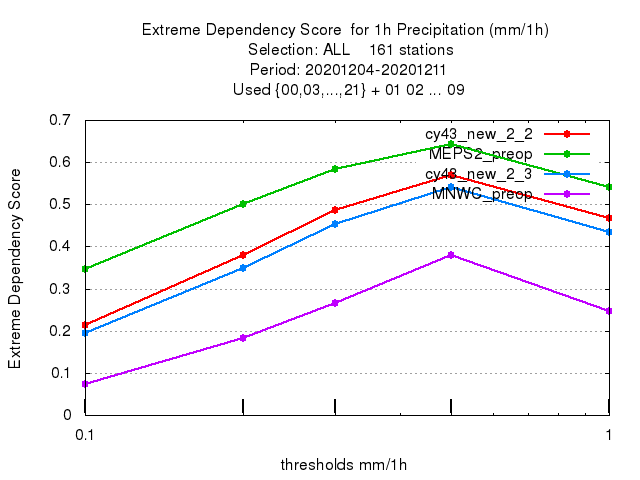 Extreme Dependency Score  for 1h Precipitation (mm/1h)
Selection: ALL    161 stations
Period: 20201204-20201211
Used {00,03,...,21} + 01 02 ... 09
0.7
0.6
0.5
0.4
0.3
0.2
0.1
0
Extreme Dependency Score
cy43_new_2_2
MEPS2_preop
cy43_new_2_3
MNWC_preop
0.1
1
thresholds mm/1h